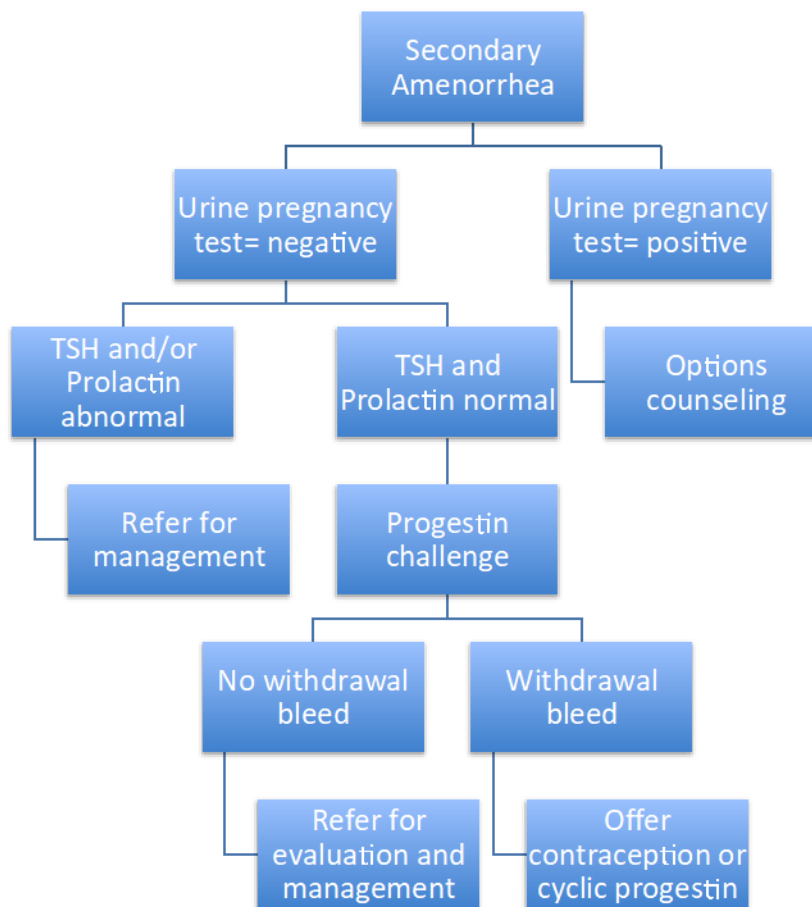 Secondary
Amenorrhea
Urine pregnancy
test= negative
Urine pregnancy
test= positive
TSH and/or
Prolactin
abnormal
TSH and
Prolactin normal
Options
counseling
Refer for
management
Progestin
challenge
No withdrawal
bleed
Withdrawal
bleed
Refer for
evaluation and
management
Offer
contraception or
cyclic progestin